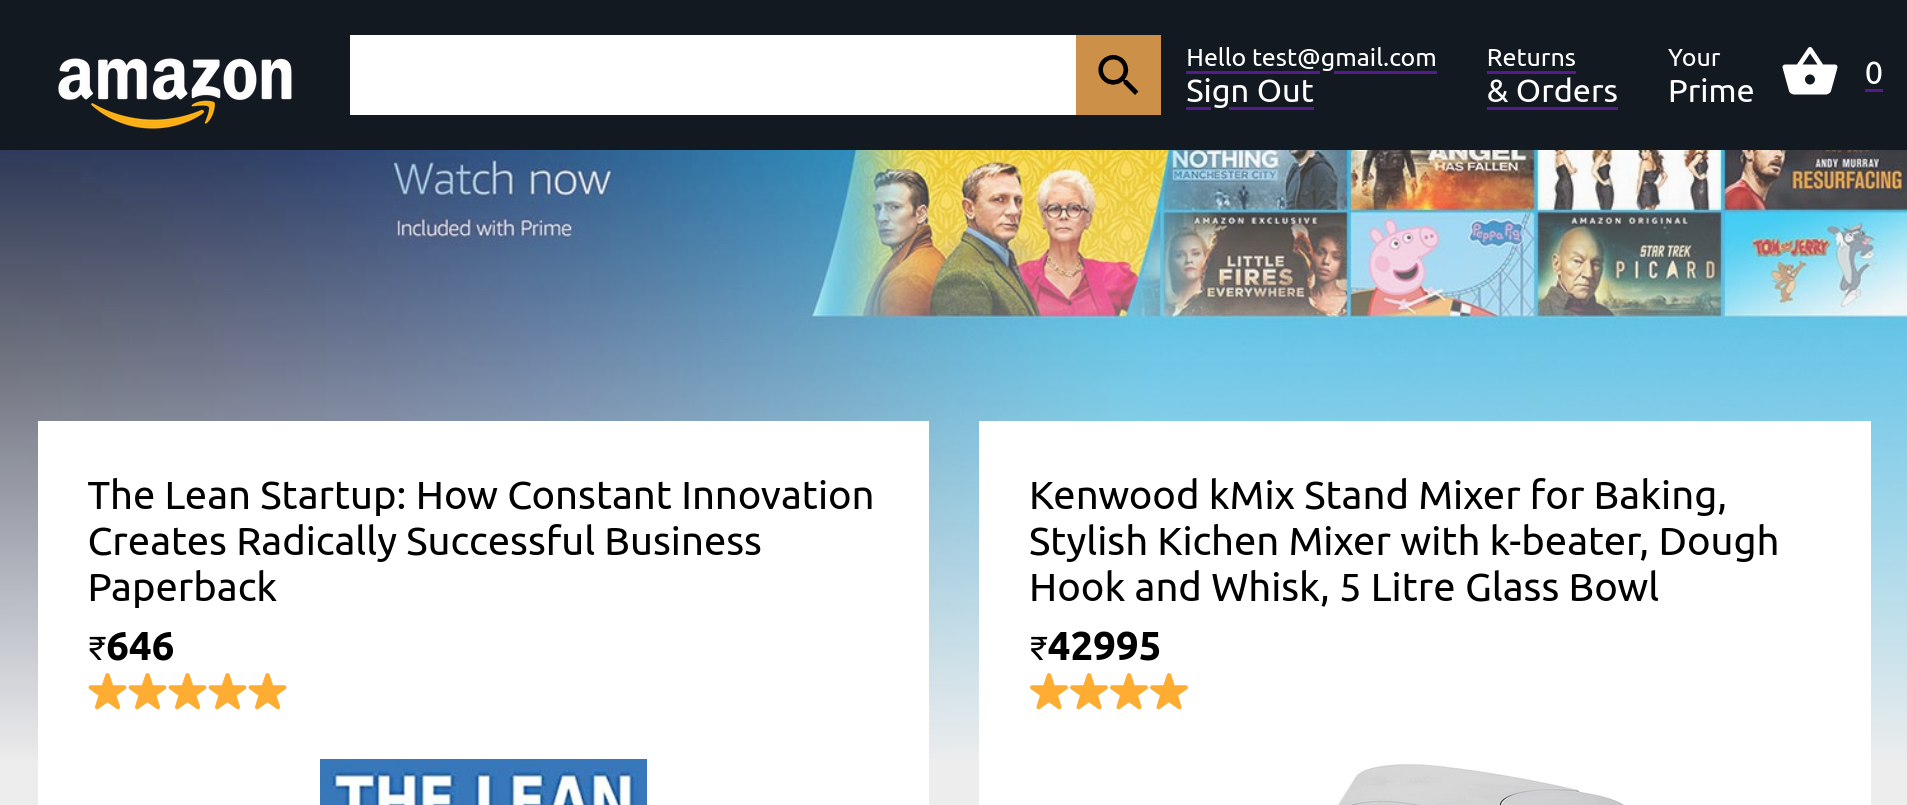 amazon
Hello test@gmail.com
Sign Out
Returns
& Orders
Your
Prime
0
Watch now
Included with Prime
NOTHING
MANCHESTER CITY
ANGEL
HAS FALLEN
ANDY MURRAY
RESURFACING
AMAZON EXCLUSIVE
LITTLE
FIRES
EVERYWHERE
Peppa Pig
AMAZON ORIGINAL
STAR TREK
PICARD
TOM and JERRY
The Lean Startup: How Constant Innovation
Creates Radically Successful Business
Paperback
₹646
Kenwood kMix Stand Mixer for Baking,
Stylish Kichen Mixer with k-beater, Dough
Hook and Whisk, 5 Litre Glass Bowl
₹42995
THE LEAN